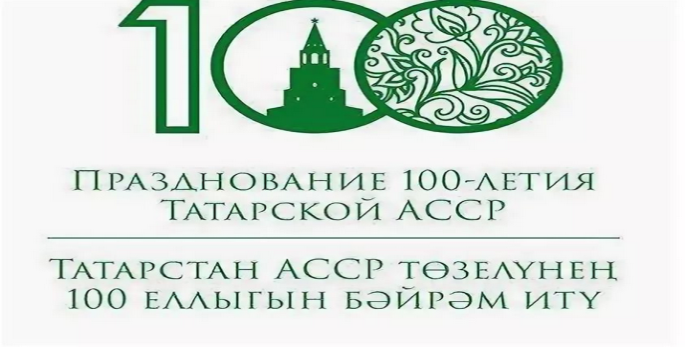 100
Празднование 100-летия
Татарской АССР
Татарстан АССР төзелүнең
100 еллыгын бәйрәм итү